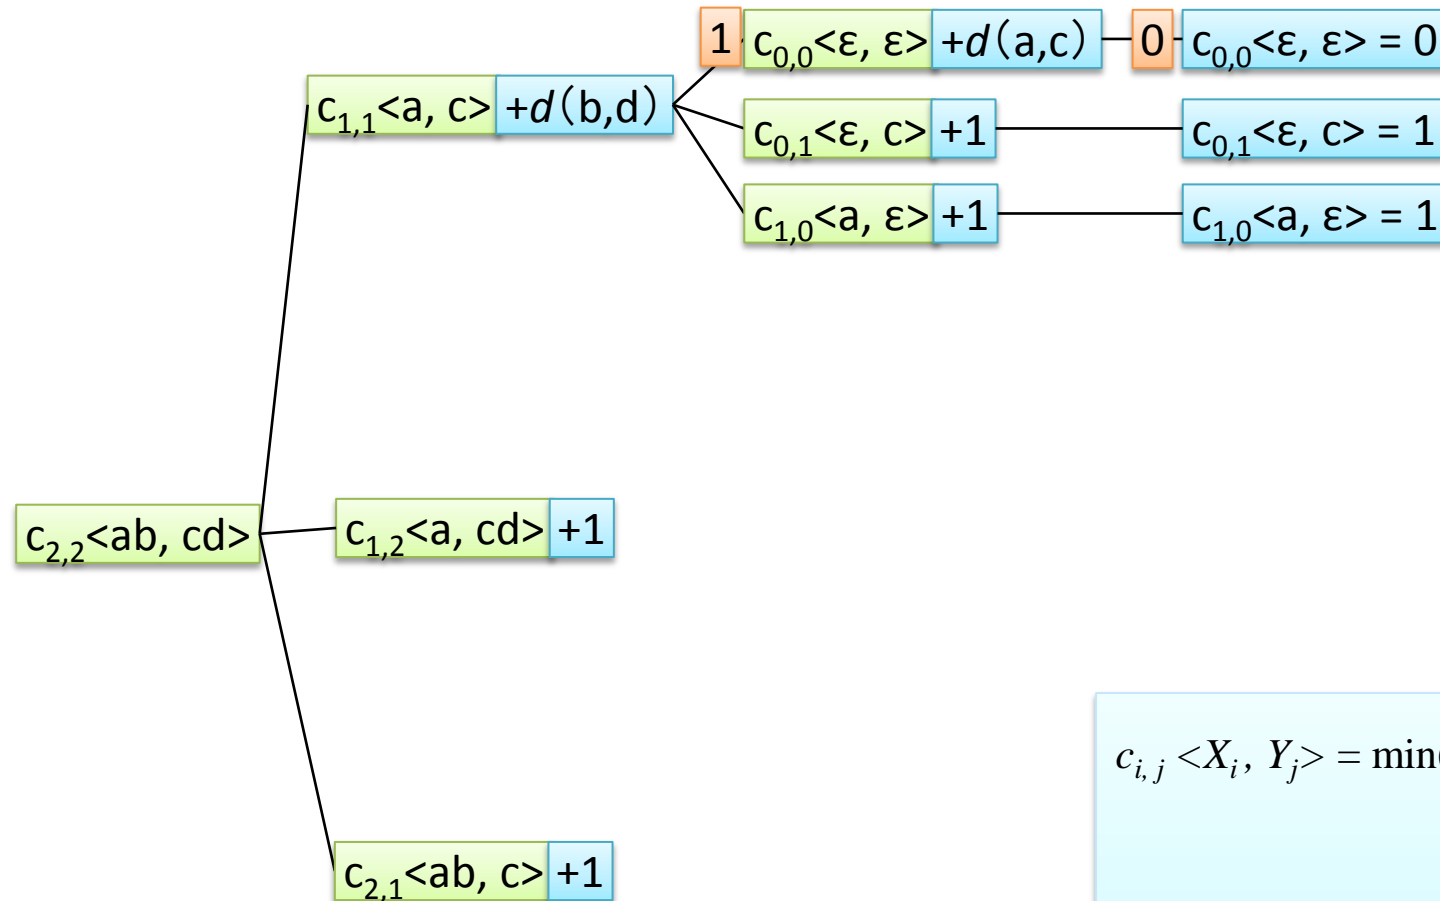 1 c0,0<ε, ε> +d（a,c） 0 c0,0<ε, ε> = 0
c1,1<a, c> +d（b,d）
c0,1<ε, c> +1 c0,1<ε, c> = 1
c1,0<a, ε> +1 c1,0<a, ε> = 1
c2,2<ab, cd> c1,2<a, cd> +1
ci, j <Xi, Yj> = min(
c2,1<ab, c> +1